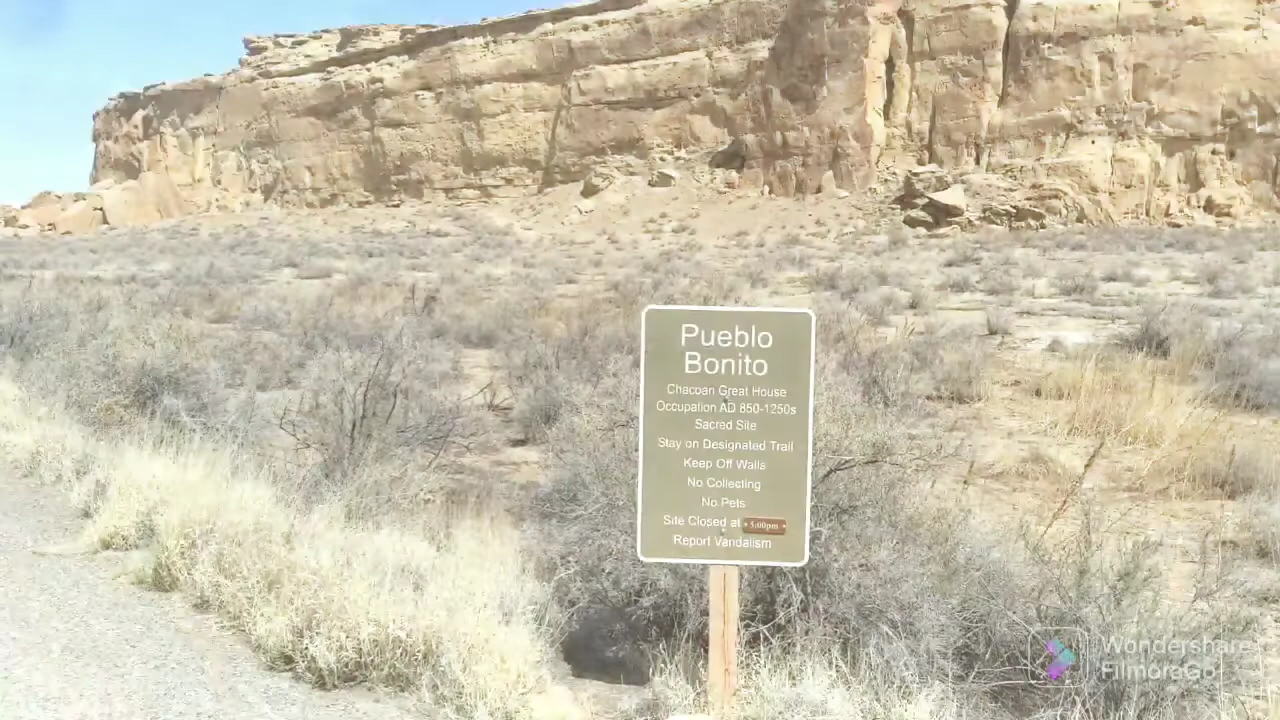 Pueblo
Bonito
Chacoan Great House
Occupation AD 850-1250s
Sacred Site
Stay on Designated Trail
Keep Off Walls
No Collecting
No Pets
Site Closed at 5:00pm
Report Vandalism
Wondershare
FilmoreGo